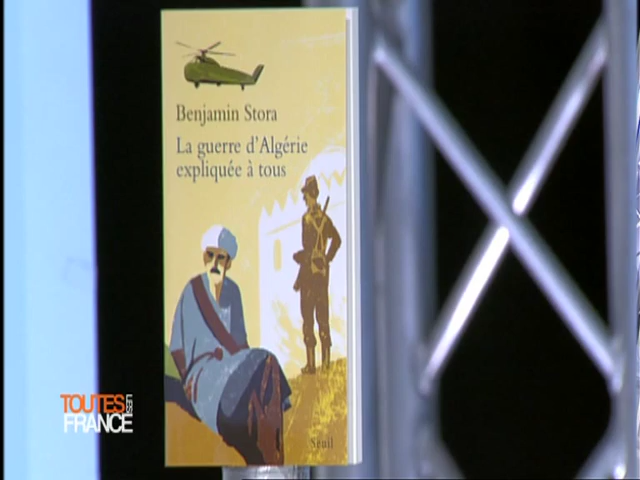 Benjamin Stora
La guerre d'Algérie
expliquée à tous
Seuil
TOUTES LES
FRANCE